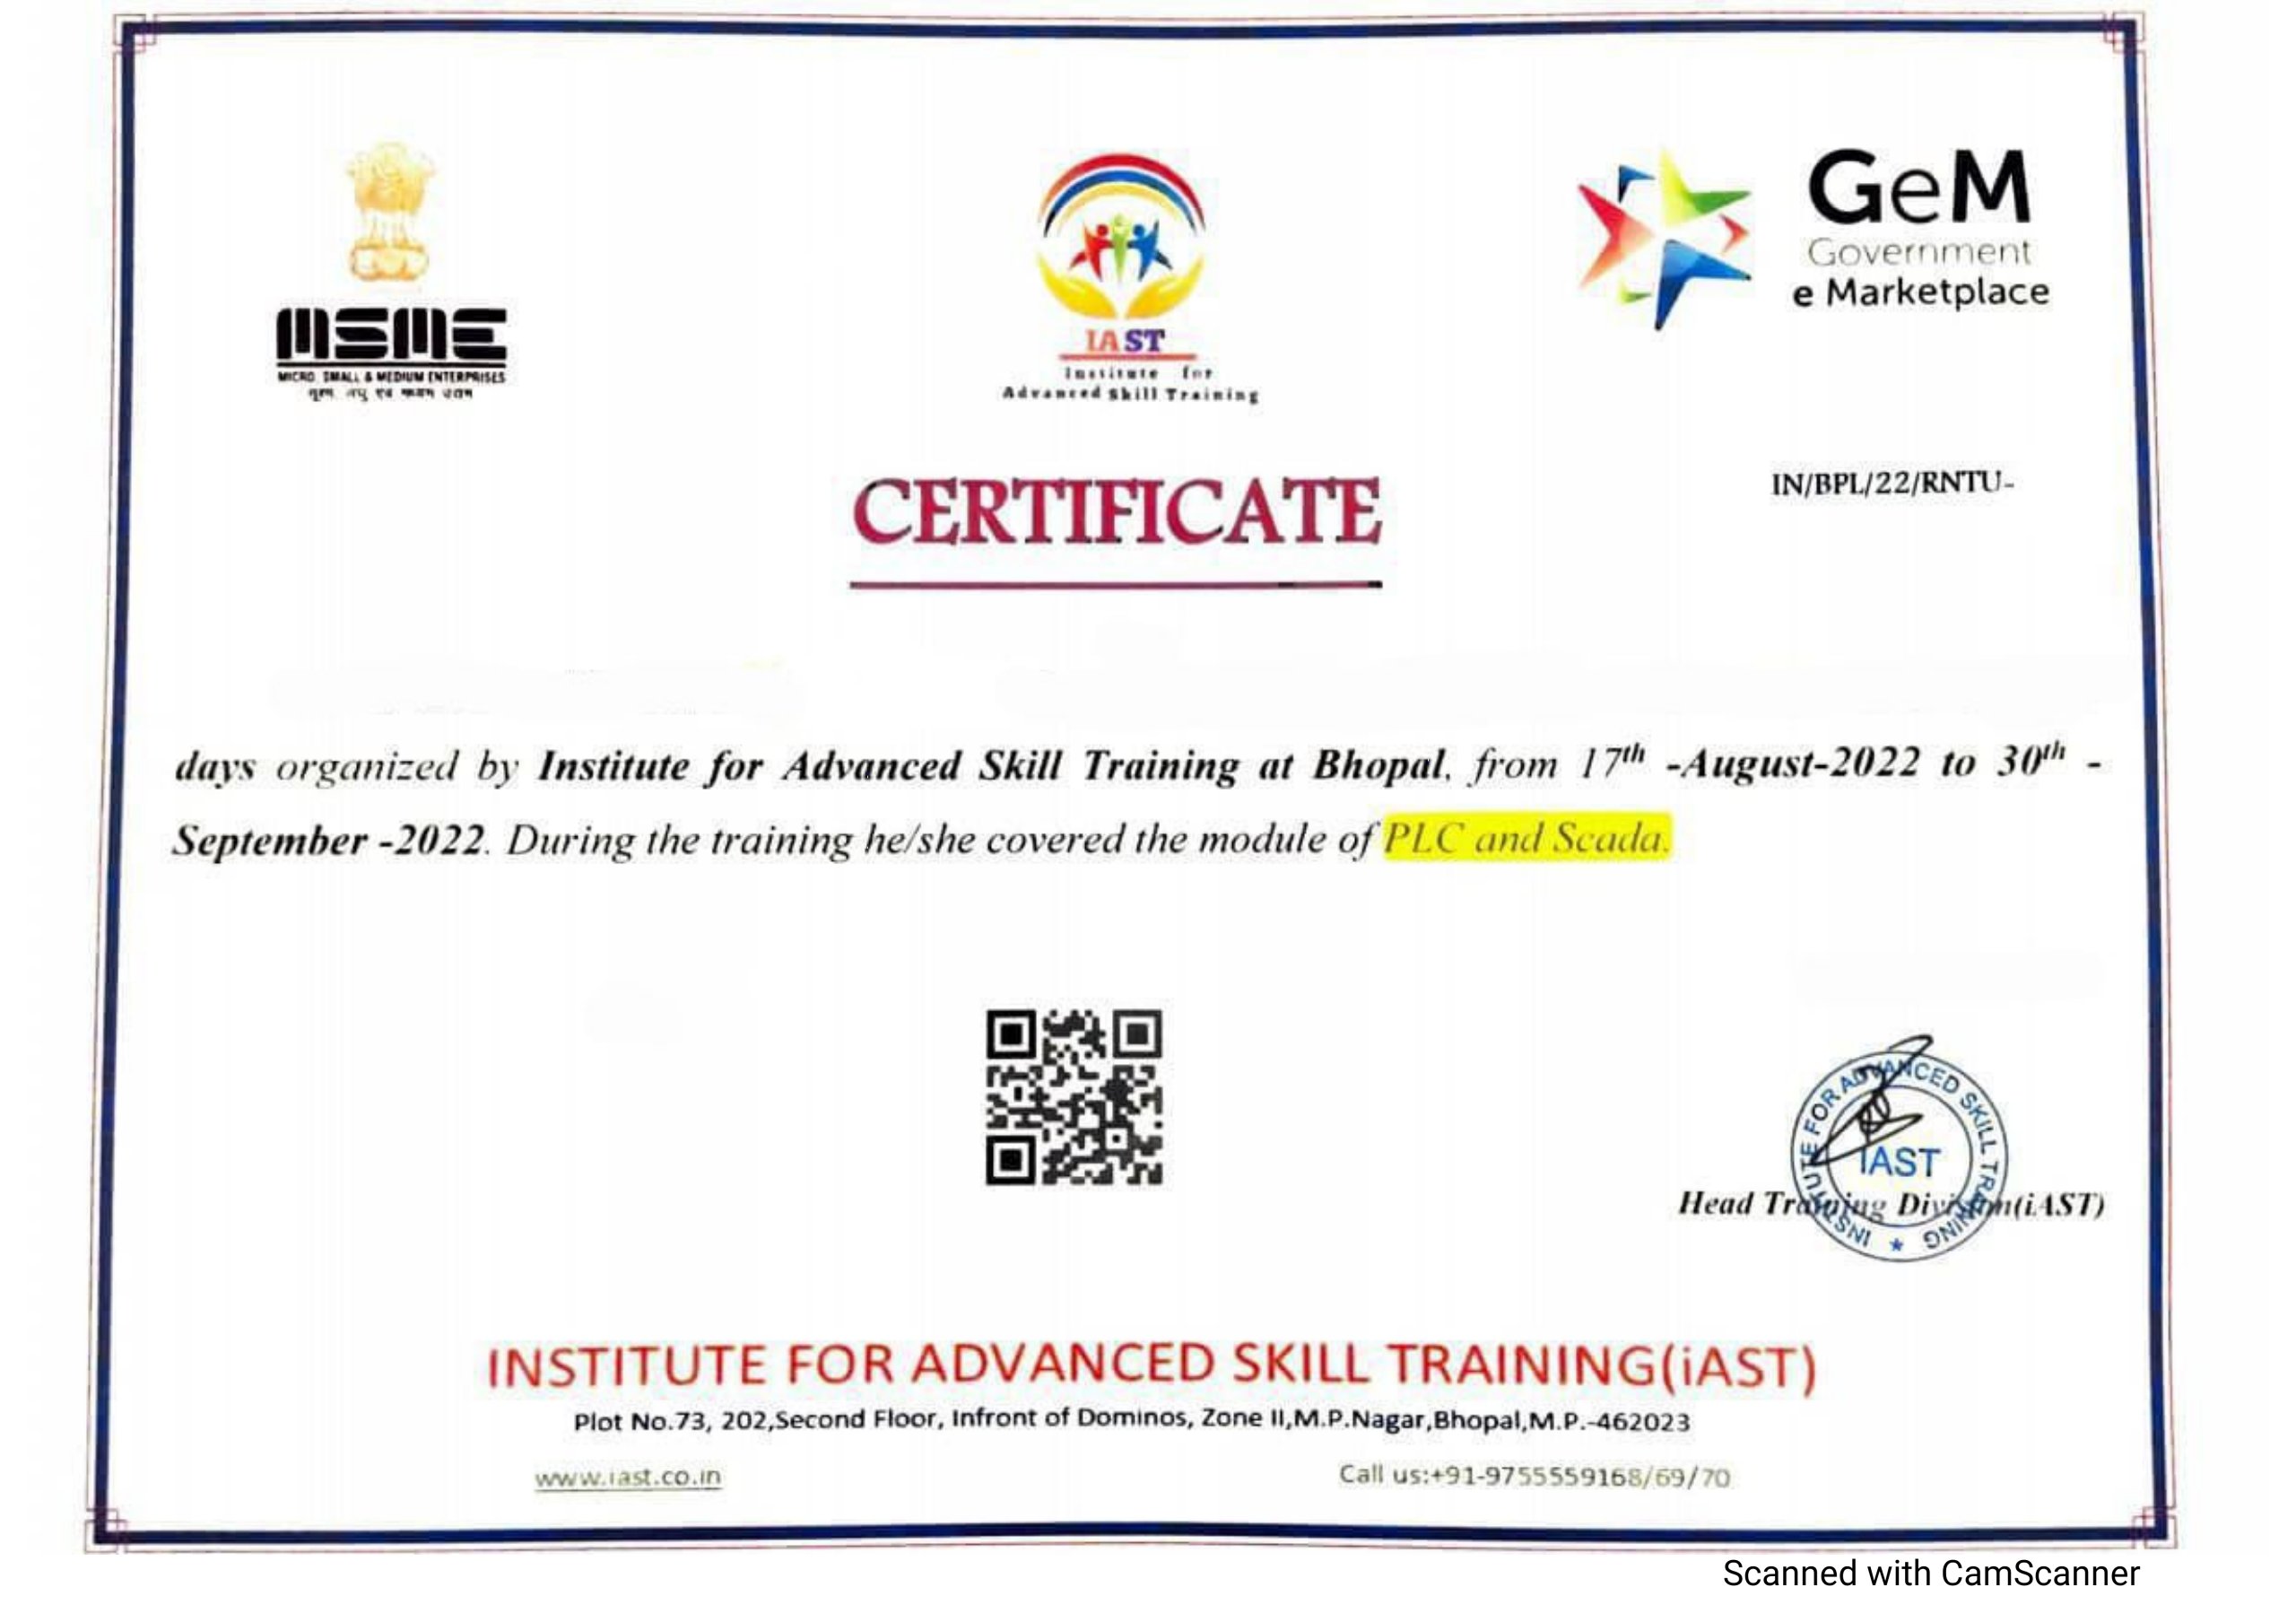 MSME
MICRO, SMALL & MEDIUM ENTERPRISES
सूक्ष्म, लघु एवं मध्यम उद्यम
IAST
Institute for
Advanced Skill Training
GeM
Government
e Marketplace
CERTIFICATE
IN/BPL/22/RNTU-
days organized by Institute for Advanced Skill Training at Bhopal, from 17th -August-2022 to 30th -
September -2022. During the training he/she covered the module of PLC and Scada.
INSTITUTE FOR ADVANCED SKILL TRAINING
IAST
Head Training Division(iAST)
INSTITUTE FOR ADVANCED SKILL TRAINING(iAST)
Plot No.73, 202,Second Floor, Infront of Dominos, Zone II,M.P.Nagar,Bhopal,M.P.-462023
www.iast.co.in
Call us:+91-9755559168/69/70
Scanned with CamScanner